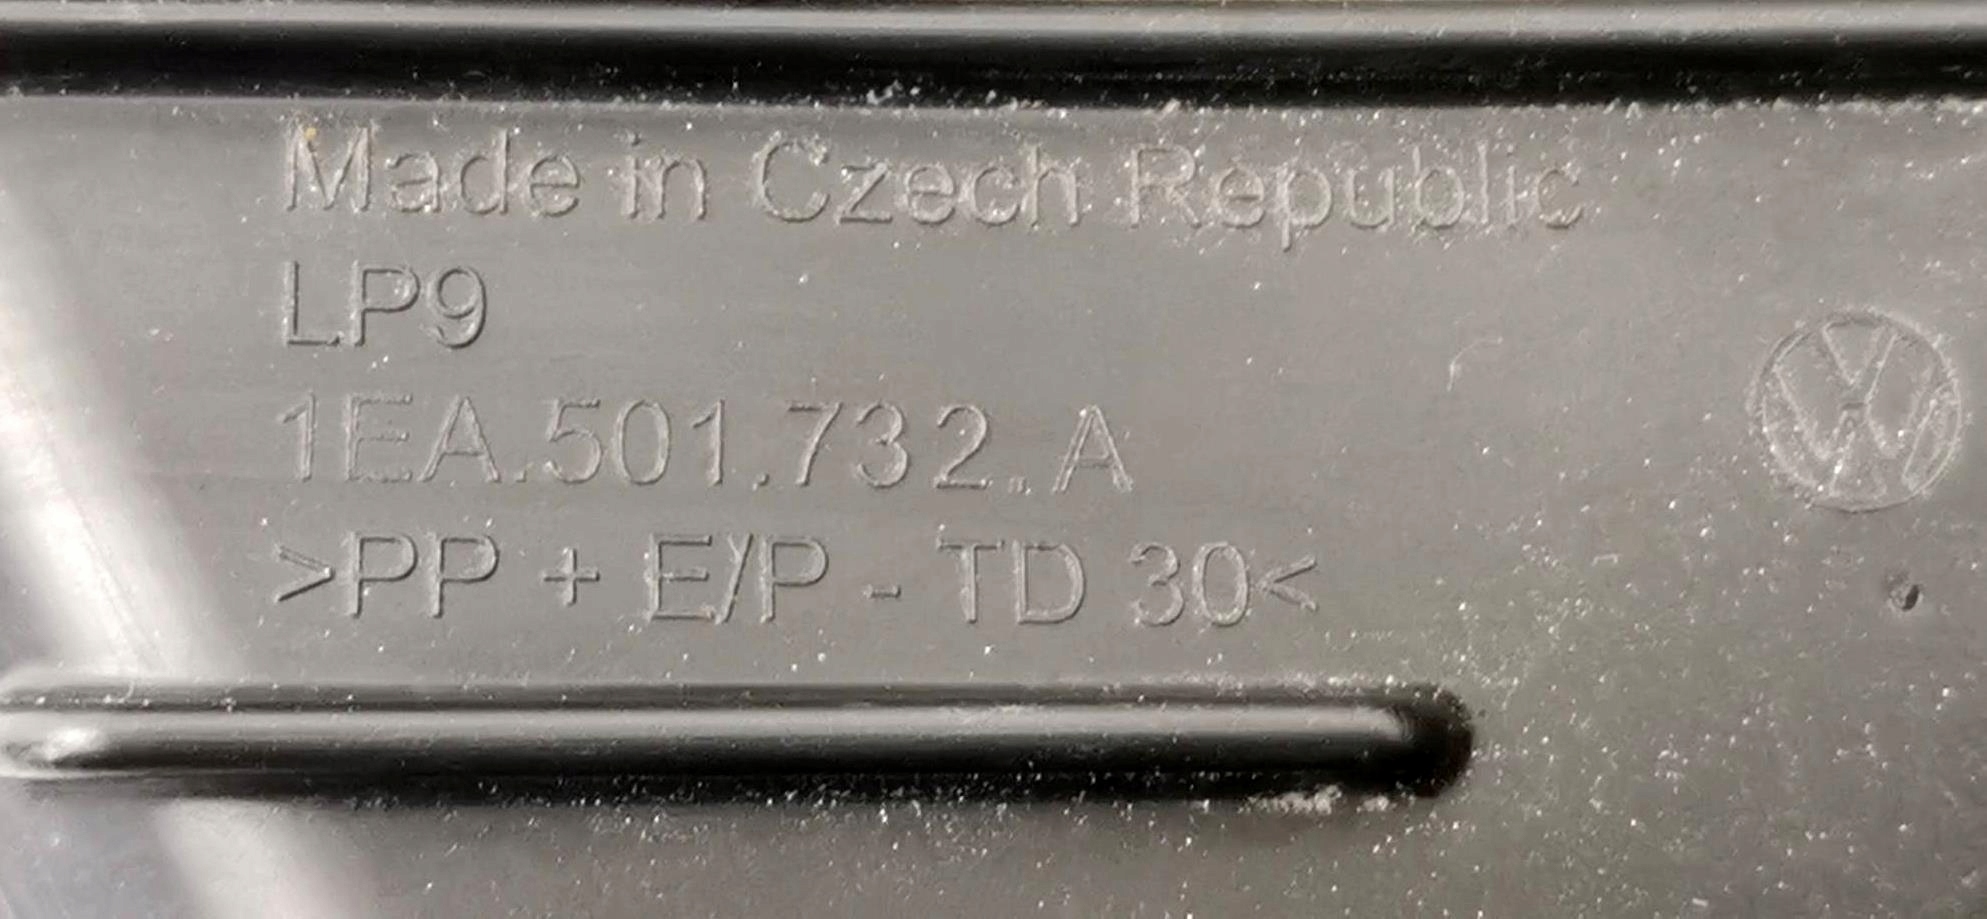 Made in Czech Republic
LP9
1EA.501.732.A
>PP + E/P - TD 30<